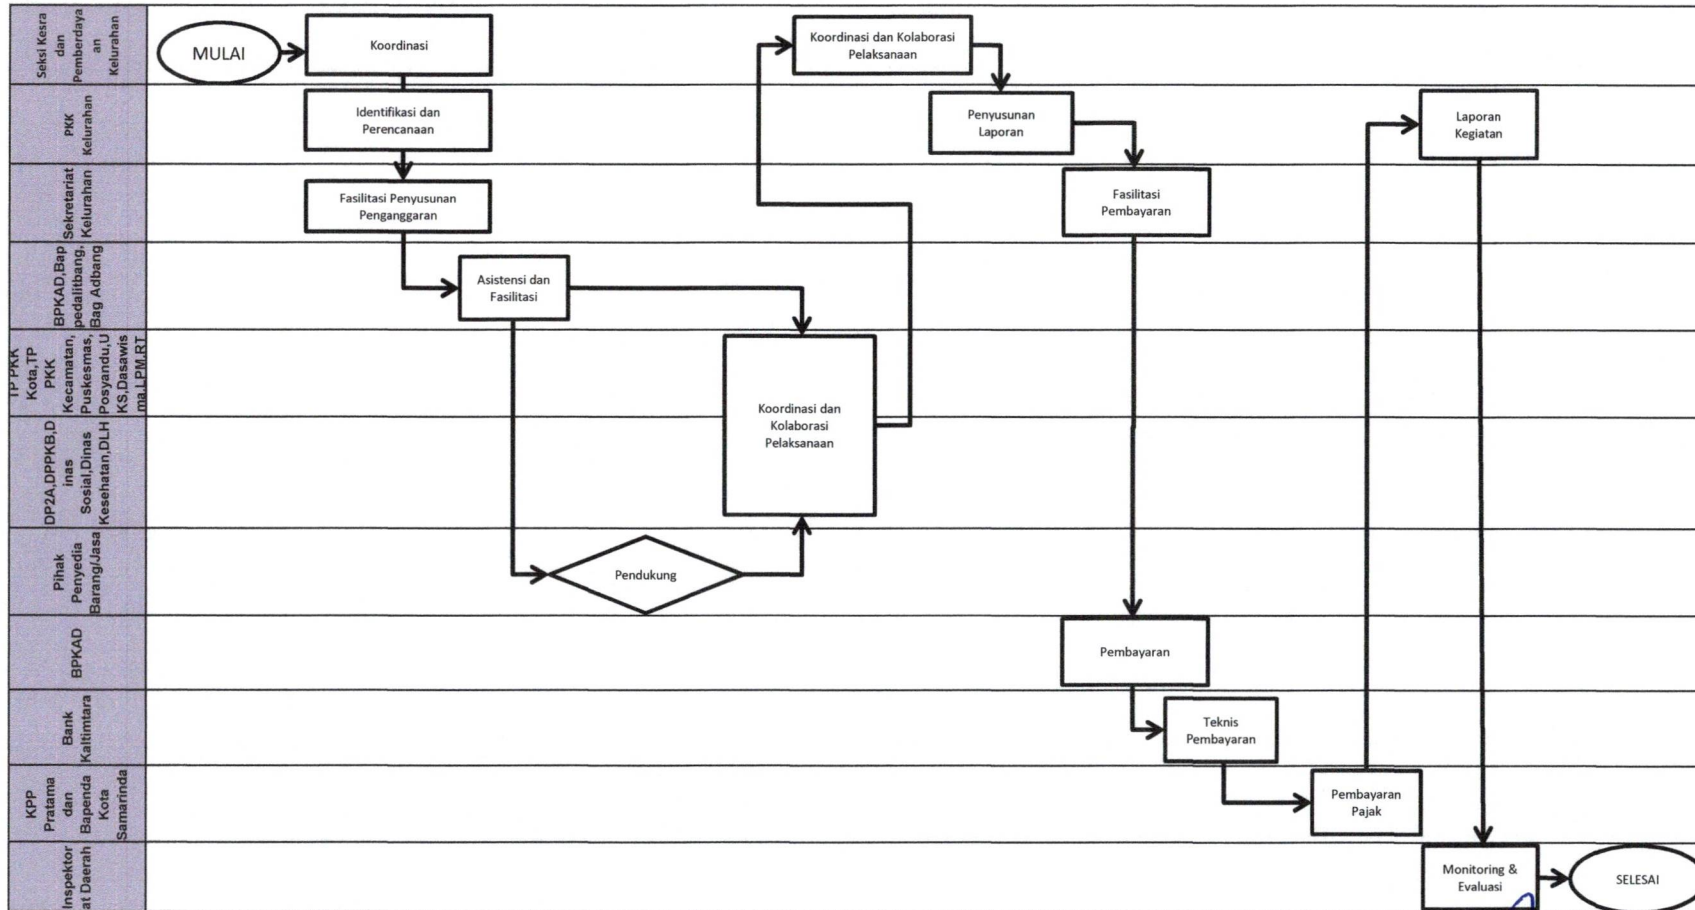 Seksi Kesra
dan
Pemberdaya
an
Kelurahan
MULAI
Koordinasi
Koordinasi dan Kolaborasi
Pelaksanaan
PKK
Kelurahan
Identifikasi dan
Perencanaan
Penyusunan
Laporan
Laporan
Kegiatan
Sekretariat
Kelurahan
Fasilitasi Penyusunan
Penganggaran
Fasilitasi
Pembayaran
BPKAD,Bap
pedalitbang,
Bag Adbang
Asistensi dan
Fasilitasi
TP PKK
Kota,TP
PKK
Kecamatan,
Puskesmas,
Posyandu,U
KS,Dasawis
ma,LPM,RT
Koordinasi dan
Kolaborasi
Pelaksanaan
DP2A,DPPKB,D
inas
Sosial,Dinas
Kesehatan,DLH
Pihak
Penyedia
Barang/Jasa
Pendukung
BPKAD
Pembayaran
Bank
Kaltimtara
Teknis
Pembayaran
KPP
Pratama
dan
Bapenda
Kota
Samarinda
Pembayaran
Pajak
Inspektor
at Daerah
Monitoring &
Evaluasi
SELESAI